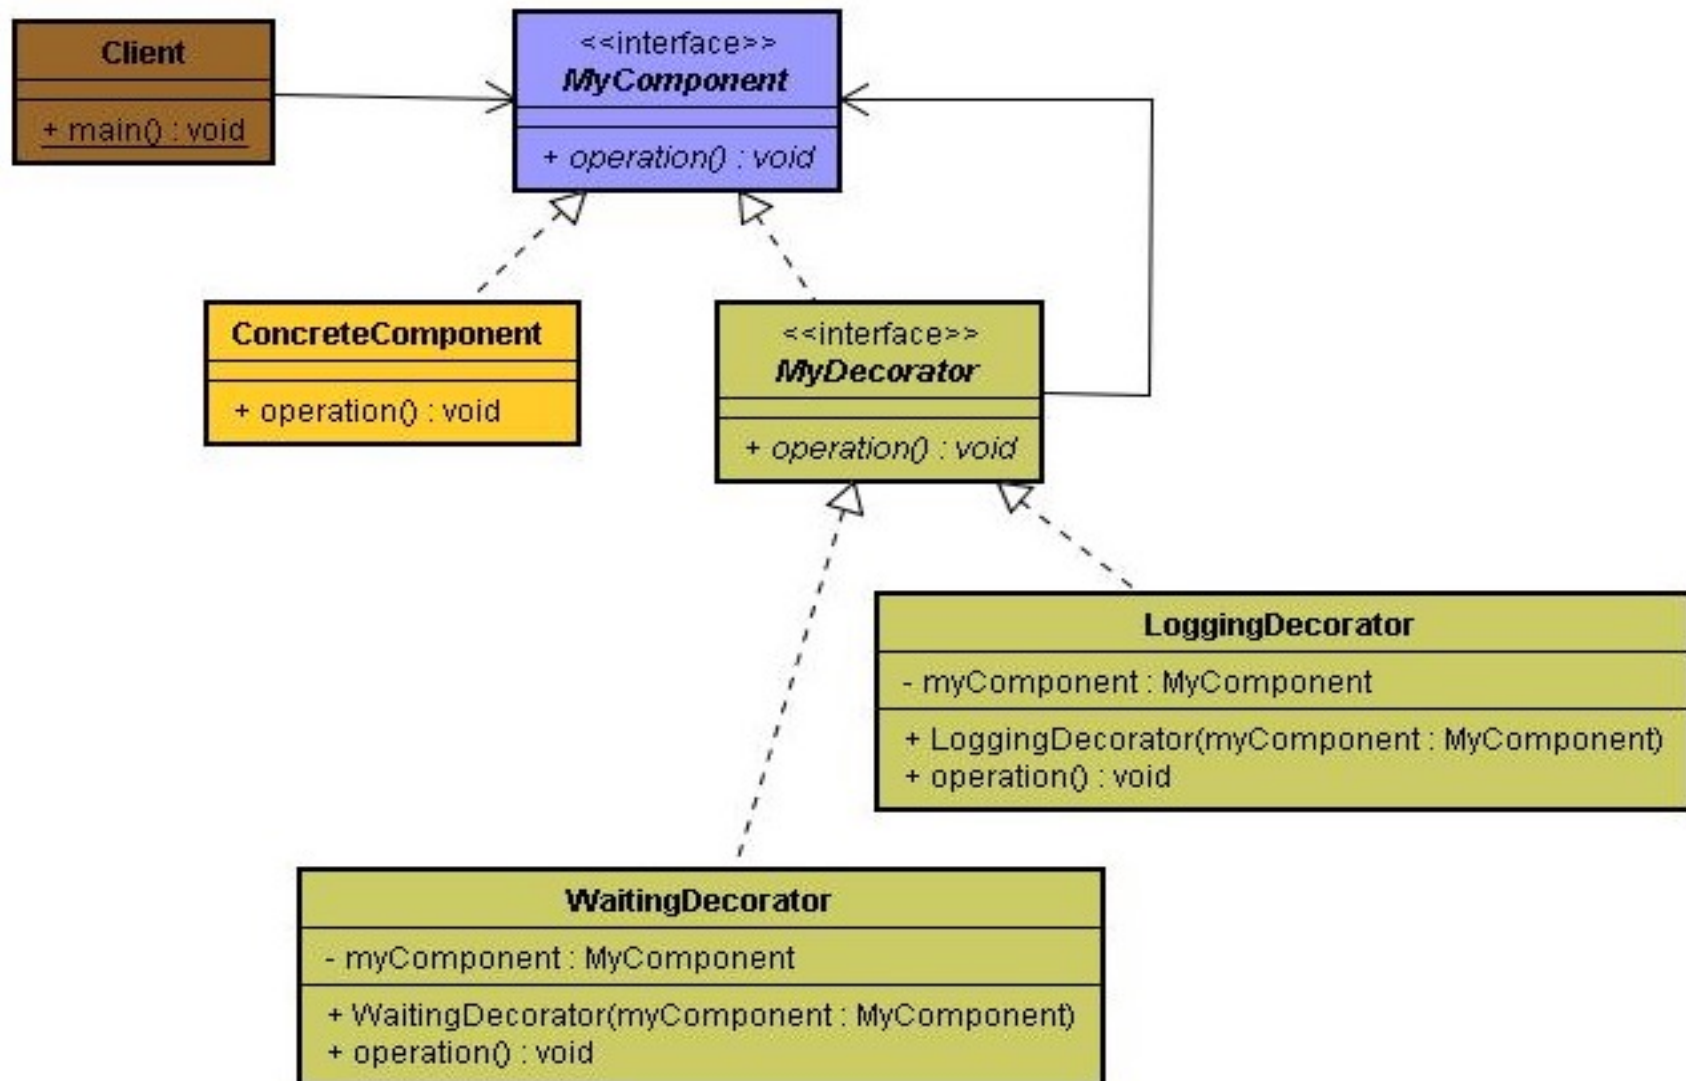 Client
+ main() : void
<<interface>>
MyComponent
+ operation() : void
ConcreteComponent
+ operation() : void
<<interface>>
MyDecorator
+ operation() : void
LoggingDecorator
- myComponent : MyComponent
+ LoggingDecorator(myComponent : MyComponent)
+ operation() : void
WaitingDecorator
- myComponent : MyComponent
+ WaitingDecorator(myComponent : MyComponent)
+ operation() : void